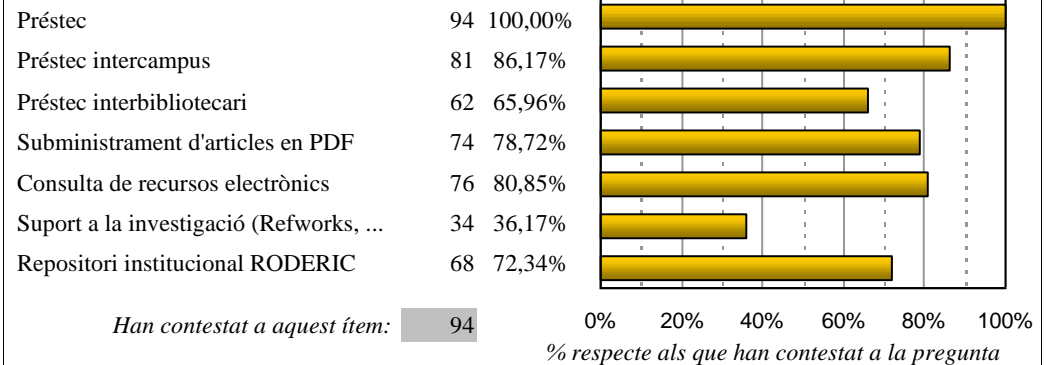 Préstec 94 100,00%
Préstec intercampus 81 86,17%
Préstec interbibliotecari 62 65,96%
Subministrament d'articles en PDF 74 78,72%
Consulta de recursos electrònics 76 80,85%
Suport a la investigació (Refworks, ... 34 36,17%
Repositori institucional RODERIC 68 72,34%
Han contestat a aquest ítem: 94
0% 20% 40% 60% 80% 100%
% respecte als que han contestat a la pregunta